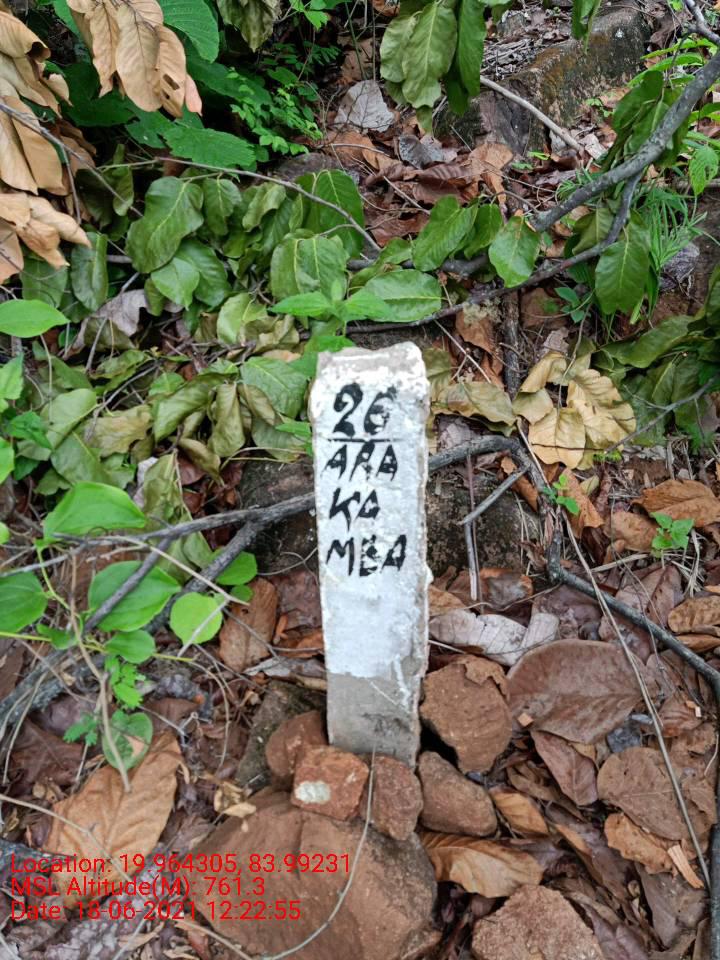 26
ARA
KA
MBA
Location: 19.964305, 83.99231
MSL Altitude(M): 761.3
Date: 18-06-2021 12:22:55